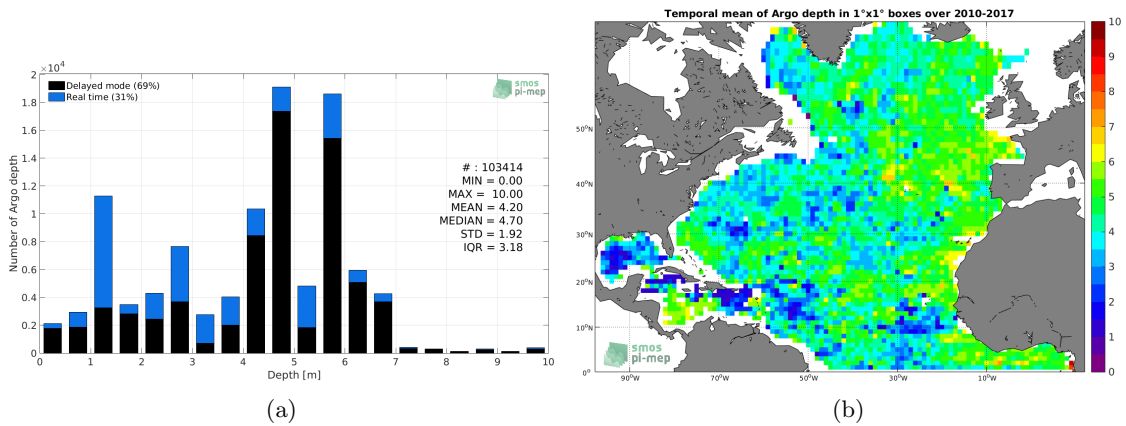 2 ×10⁴
1.8
1.6
1.4
1.2
1
0.8
0.6
0.4
0.2
0
Number of Argo depth
Delayed mode (69%)
Real time (31%)
smos
pi-mep
# : 103414
MIN = 0.00
MAX = 10.00
MEAN = 4.20
MEDIAN = 4.70
STD = 1.92
IQR = 3.18
0 1 2 3 4 5 6 7 8 9 10
Depth [m]
(a)
Temporal mean of Argo depth in 1°x1° boxes over 2010-2017
50°N
40°N
30°N
20°N
10°N
0°
90°W 70°W 50°W 30°W 10°W
smos
pi-mep
10
9
8
7
6
5
4
3
2
1
0
(b)